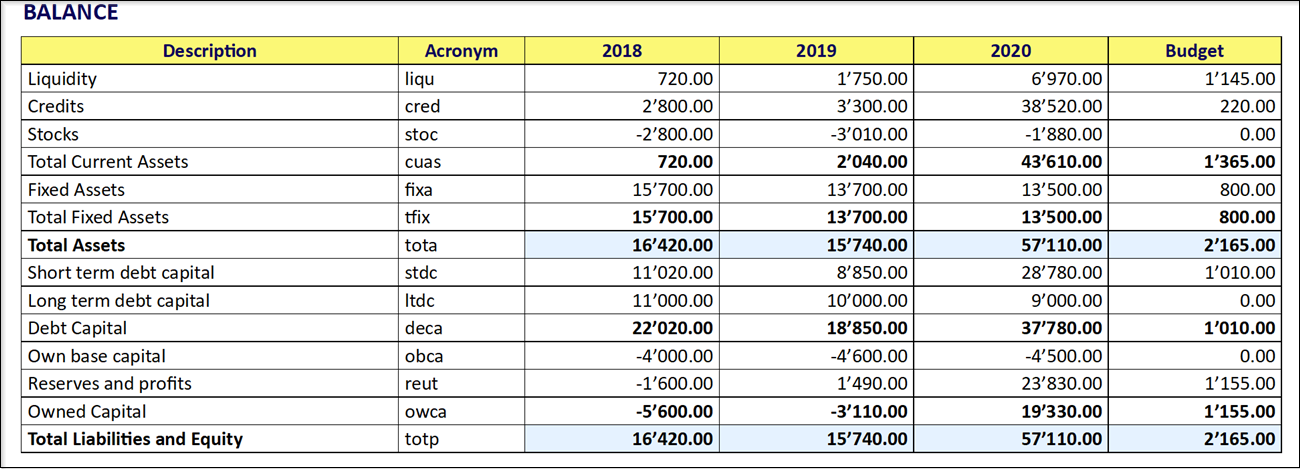 BALANCE
Description Acronym 2018 2019 2020 Budget
Liquidity liqu 720.00 1’750.00 6’970.00 1’145.00
Credits cred 2’800.00 3’300.00 38’520.00 220.00
Stocks stoc -2’800.00 -3’010.00 -1’880.00 0.00
Total Current Assets cuas 720.00 2’040.00 43’610.00 1’365.00
Fixed Assets fixa 15’700.00 13’700.00 13’500.00 800.00
Total Fixed Assets tfix 15’700.00 13’700.00 13’500.00 800.00
Total Assets tota 16’420.00 15’740.00 57’110.00 2’165.00
Short term debt capital stdc 11’020.00 8’850.00 28’780.00 1’010.00
Long term debt capital ltdc 11’000.00 10’000.00 9’000.00 0.00
Debt Capital deca 22’020.00 18’850.00 37’780.00 1’010.00
Own base capital obca -4’000.00 -4’600.00 -4’500.00 0.00
Reserves and profits reut -1’600.00 1’490.00 23’830.00 1’155.00
Owned Capital owca -5’600.00 -3’110.00 19’330.00 1’155.00
Total Liabilities and Equity totp 16’420.00 15’740.00 57’110.00 2’165.00